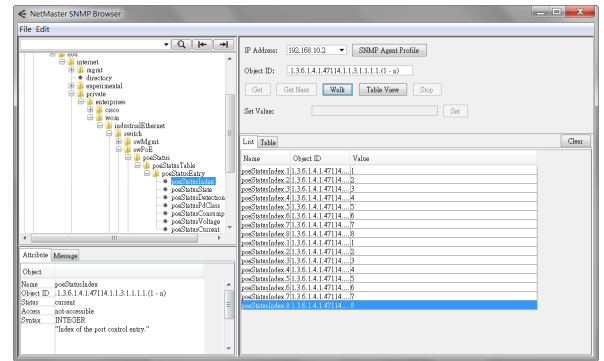 NetMaster SNMP Browser
File Edit
dod
internet
mgmt
directory
experimental
private
enterprises
cisco
wom
industrialEthernet
switch
swMgmt
swPoE
poeStatus
poeStatusTable
poeStatusEntry
poeStatusIndex
poeStatusState
poeStatusDetection
poeStatusPdClass
poeStatusConsump
poeStatusVoltage
poeStatusCurrent
Attribute Message
Object
Name poeStatusIndex
Object ID .1.3.6.1.4.1.47114.1.1.3.1.1.1.1.(1 - n)
Status current
Access not-accessible
Syntax INTEGER
"Index of the port control entry."
IP Address: 192.168.10.2 SNMP Agent Profile
Object ID: .1.3.6.1.4.1.47114.1.1.3.1.1.1.1.(1 - n)
Get Get Next Walk Table View Stop
Set Value: Set
List Table Clear
Name Object ID Value
poeStatusIndex.1 1.3.6.1.4.1.47114.... 1
poeStatusIndex.2 1.3.6.1.4.1.47114.... 2
poeStatusIndex.3 1.3.6.1.4.1.47114.... 3
poeStatusIndex.4 1.3.6.1.4.1.47114.... 4
poeStatusIndex.5 1.3.6.1.4.1.47114.... 5
poeStatusIndex.6 1.3.6.1.4.1.47114.... 6
poeStatusIndex.7 1.3.6.1.4.1.47114.... 7
poeStatusIndex.8 1.3.6.1.4.1.47114.... 8
poeStatusIndex.1 1.3.6.1.4.1.47114.... 1
poeStatusIndex.2 1.3.6.1.4.1.47114.... 2
poeStatusIndex.3 1.3.6.1.4.1.47114.... 3
poeStatusIndex.4 1.3.6.1.4.1.47114.... 4
poeStatusIndex.5 1.3.6.1.4.1.47114.... 5
poeStatusIndex.6 1.3.6.1.4.1.47114.... 6
poeStatusIndex.7 1.3.6.1.4.1.47114.... 7
poeStatusIndex.8 1.3.6.1.4.1.47114.... 8